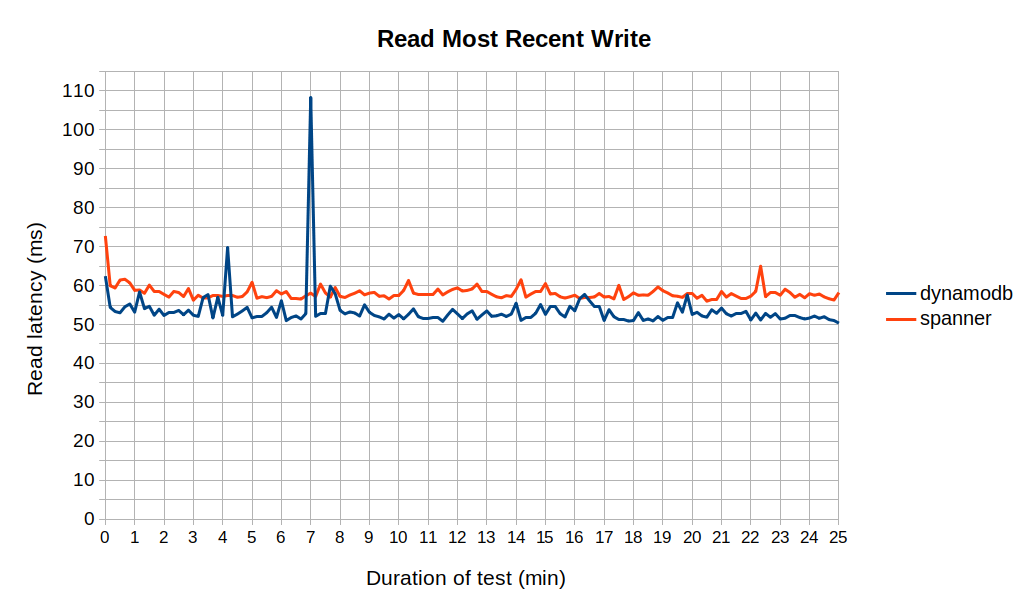 Read Most Recent Write
Read latency (ms)
110
100
90
80
70
60
50
40
30
20
10
0
0 1 2 3 4 5 6 7 8 9 10 11 12 13 14 15 16 17 18 19 20 21 22 23 24 25
Duration of test (min)
dynamodb
spanner